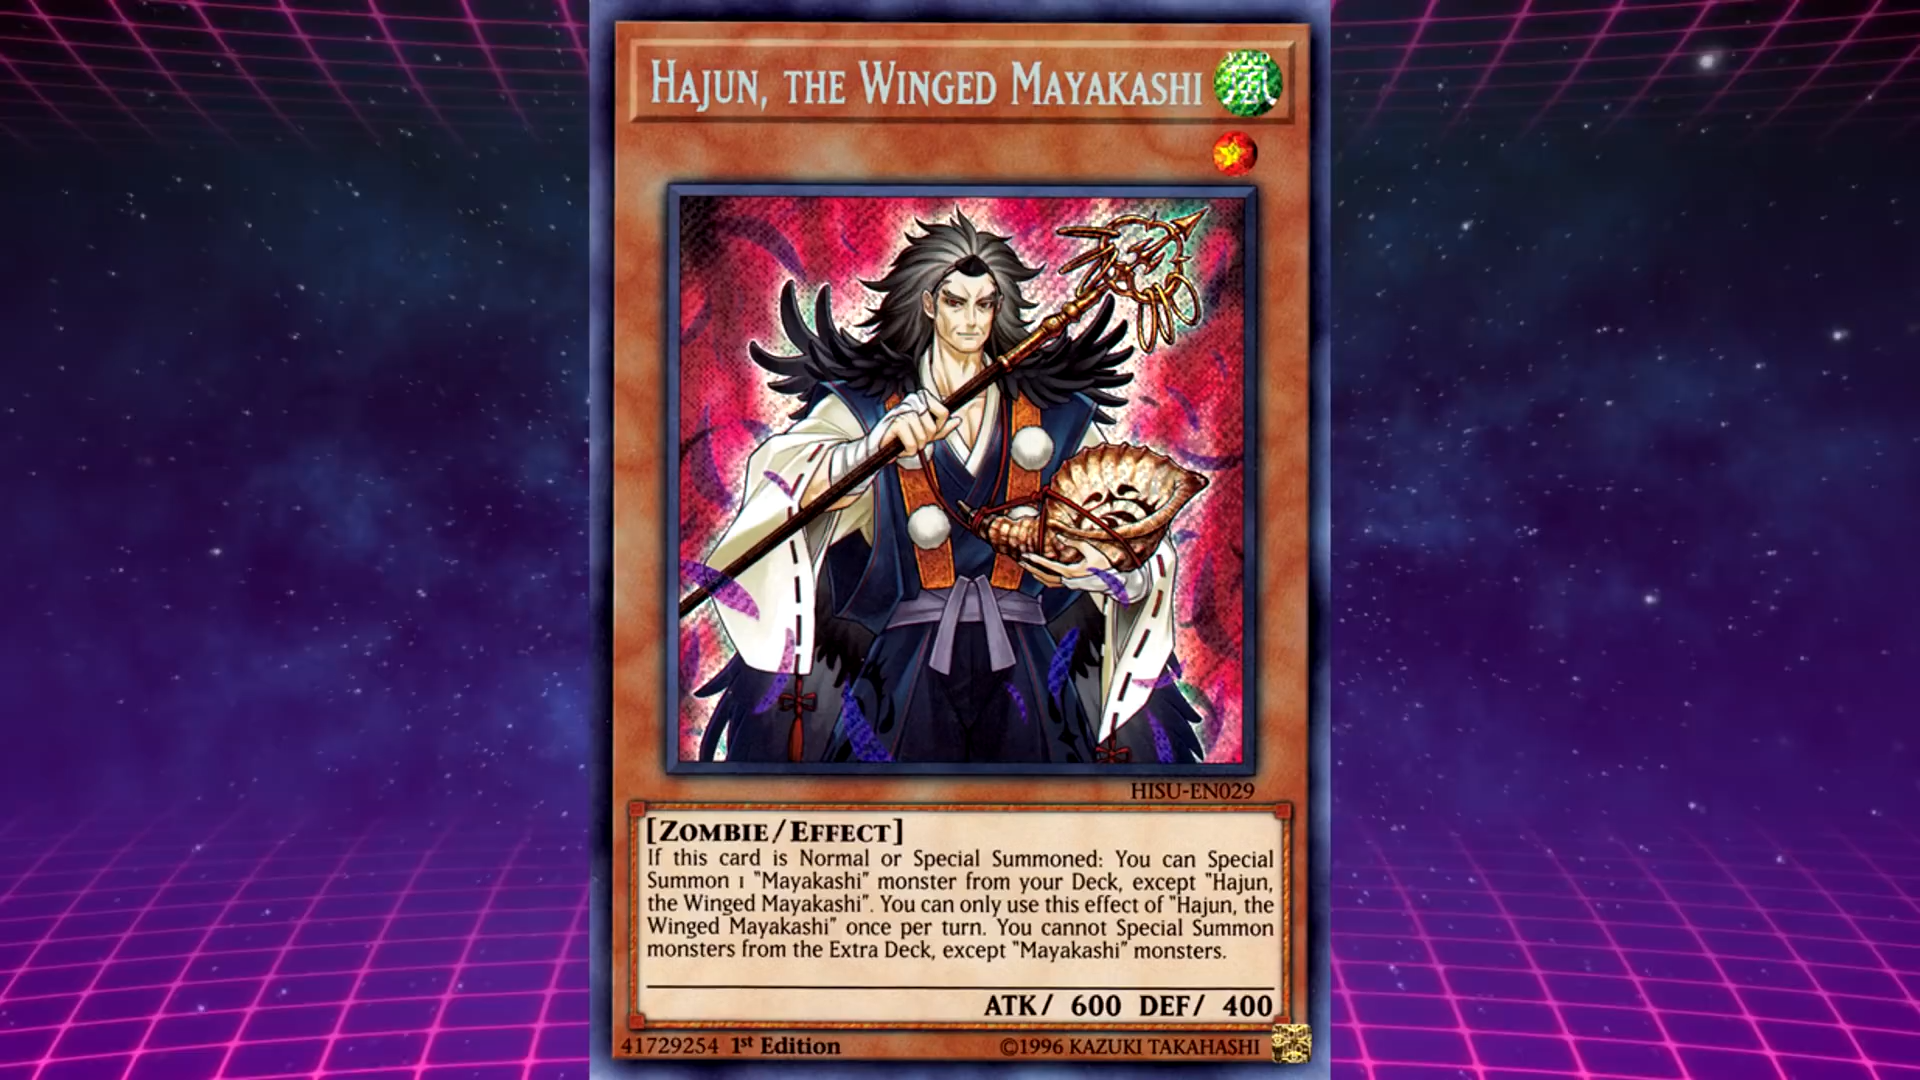 HAJUN, THE WINGED MAYAKASHI
風
HISU-EN029
[ZOMBIE/EFFECT]
If this card is Normal or Special Summoned: You can Special
Summon 1 "Mayakashi" monster from your Deck, except "Hajun,
the Winged Mayakashi". You can only use this effect of "Hajun, the
Winged Mayakashi" once per turn. You cannot Special Summon
monsters from the Extra Deck, except "Mayakashi" monsters.
ATK/ 600 DEF/ 400
41729254 1st Edition
©1996 KAZUKI TAKAHASHI